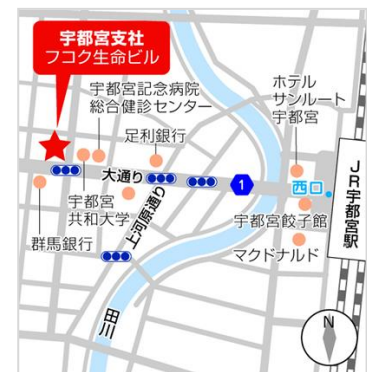 宇都宮支社
フコク生命ビル
宇都宮記念病院
総合健診センター
足利銀行
ホテル
サンルート
宇都宮
大通り
1
西口
JR宇都宮駅
宇都宮
共和大学
上河原通り
宇都宮餃子館
群馬銀行
マクドナルド
田川
N